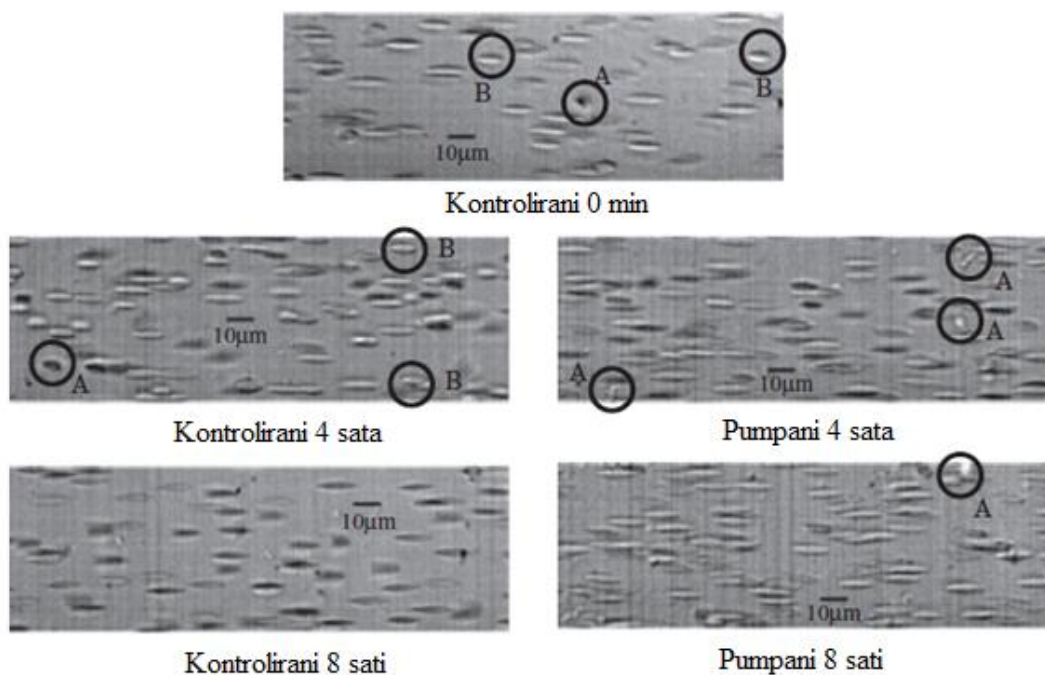 A
B
B
10μm
Kontrolirani 0 min
B
10μm
A
B
A
A
A
10μm
Kontrolirani 4 sata
Pumpani 4 sata
10μm
A
10μm
Kontrolirani 8 sati
Pumpani 8 sati